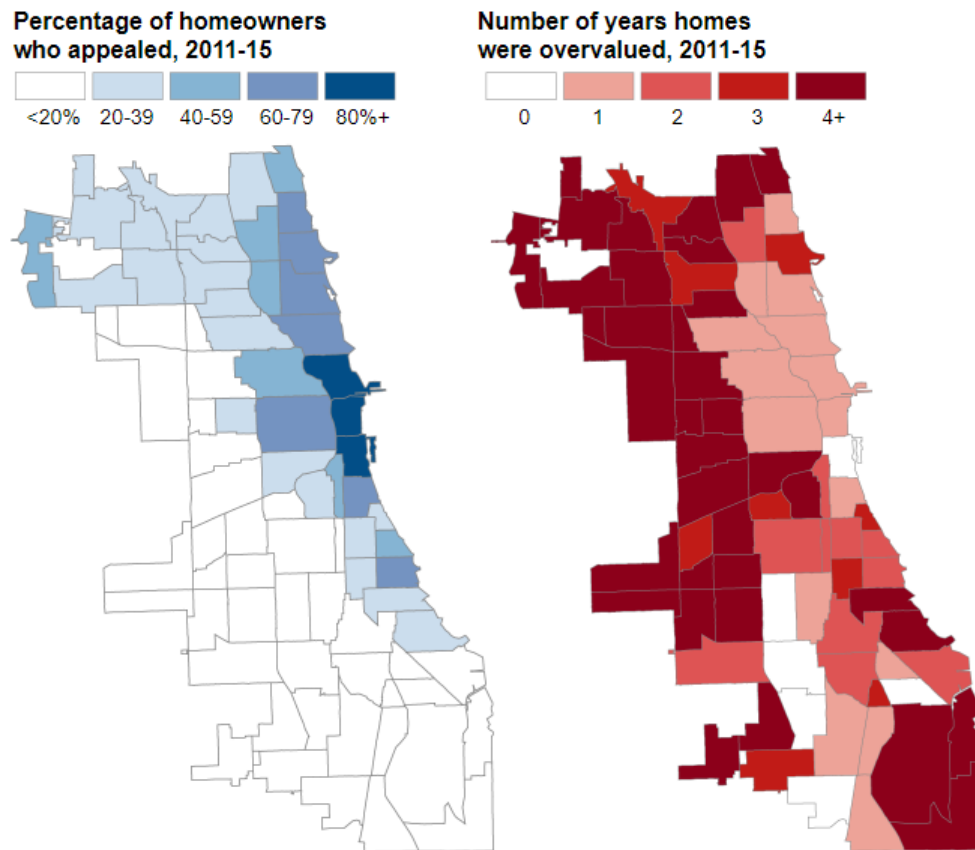 Percentage of homeowners
who appealed, 2011-15
<20% 20-39 40-59 60-79 80%+
Number of years homes
were overvalued, 2011-15
0 1 2 3 4+